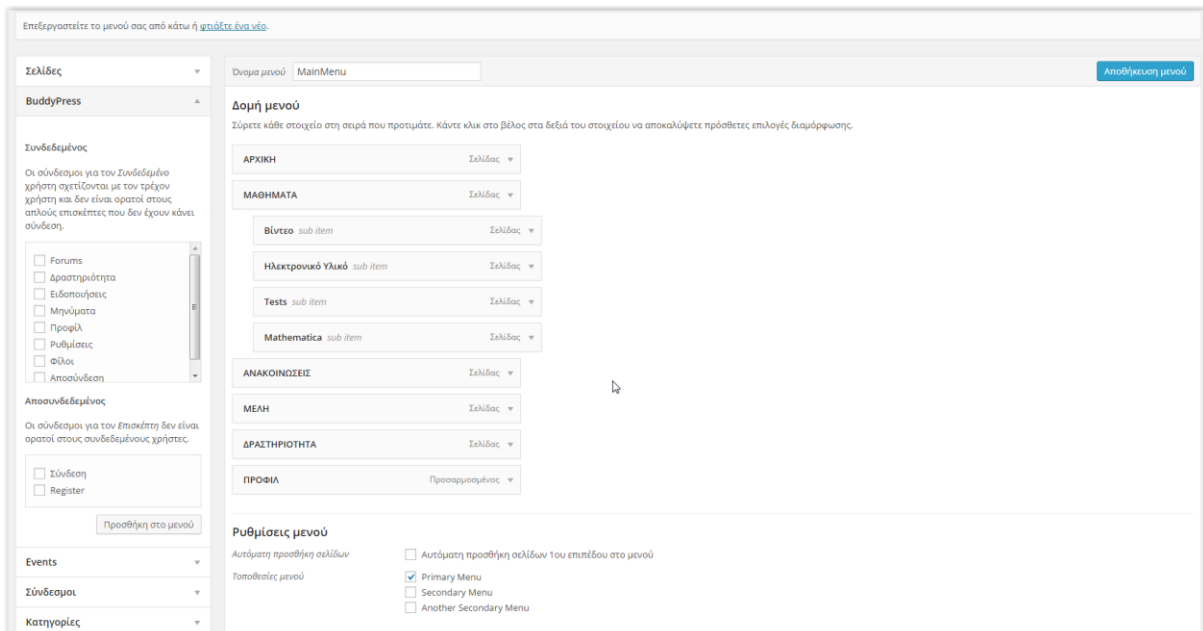 Επεξεργαστείτε το μενού σας από κάτω ή φτιάξτε ένα νέο.
Σελίδες
BuddyPress
Συνδεδεμένος
Οι σύνδεσμοι για τον Συνδεδεμένο
χρήστη σχετίζονται με τον τρέχον
χρήστη και δεν είναι ορατοί στους
απλούς επισκέπτες που δεν έχουν κάνει
σύνδεση.
Forums
Δραστηριότητα
Ειδοποιήσεις
Μηνύματα
Προφίλ
Ρυθμίσεις
Φίλοι
Αποσύνδεση
Αποσυνδεδεμένος
Οι σύνδεσμοι για τον Επισκέπτη δεν είναι
ορατοί στους συνδεδεμένους χρήστες.
Σύνδεση
Register
Προσθήκη στο μενού
Events
Σύνδεσμοι
Κατηγορίες
Όνομα μενού MainMenu
Αποθήκευση μενού
Δομή μενού
Σύρετε κάθε στοιχείο στη σειρά που προτιμάτε. Κάντε κλικ στο βέλος στα δεξιά του στοιχείου να αποκαλύψετε πρόσθετες επιλογές διαμόρφωσης.
ΑΡΧΙΚΗ Σελίδας
ΜΑΘΗΜΑΤΑ Σελίδας
Βίντεο sub item Σελίδας
Ηλεκτρονικό Υλικό sub item Σελίδας
Tests sub item Σελίδας
Mathematica sub item Σελίδας
ΑΝΑΚΟΙΝΩΣΕΙΣ Σελίδας
ΜΕΛΗ Σελίδας
ΔΡΑΣΤΗΡΙΟΤΗΤΑ Σελίδας
ΠΡΟΦΙΛ Προσαρμοσμένος
Ρυθμίσεις μενού
Αυτόματη προσθήκη σελίδων Αυτόματη προσθήκη σελίδων 1ου επιπέδου στο μενού
Τοποθεσίες μενού Primary Menu
Secondary Menu
Another Secondary Menu